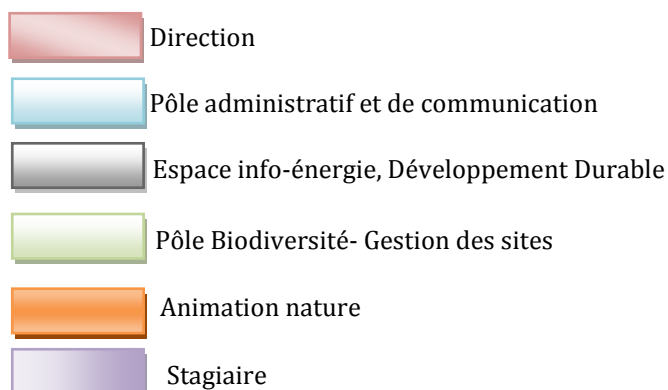 Direction
Pôle administratif et de communication
Espace info-énergie, Développement Durable
Pôle Biodiversité- Gestion des sites
Animation nature
Stagiaire